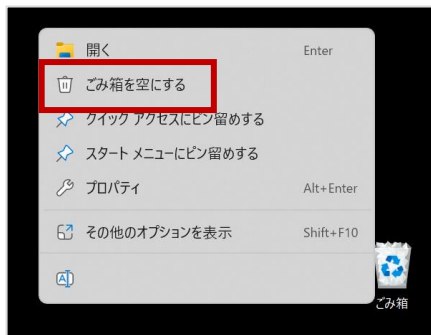 開く Enter
ごみ箱を空にする
クイック アクセスにピン留めする
スタート メニューにピン留めする
プロパティ Alt+Enter
その他のオプションを表示 Shift+F10
A
ごみ箱